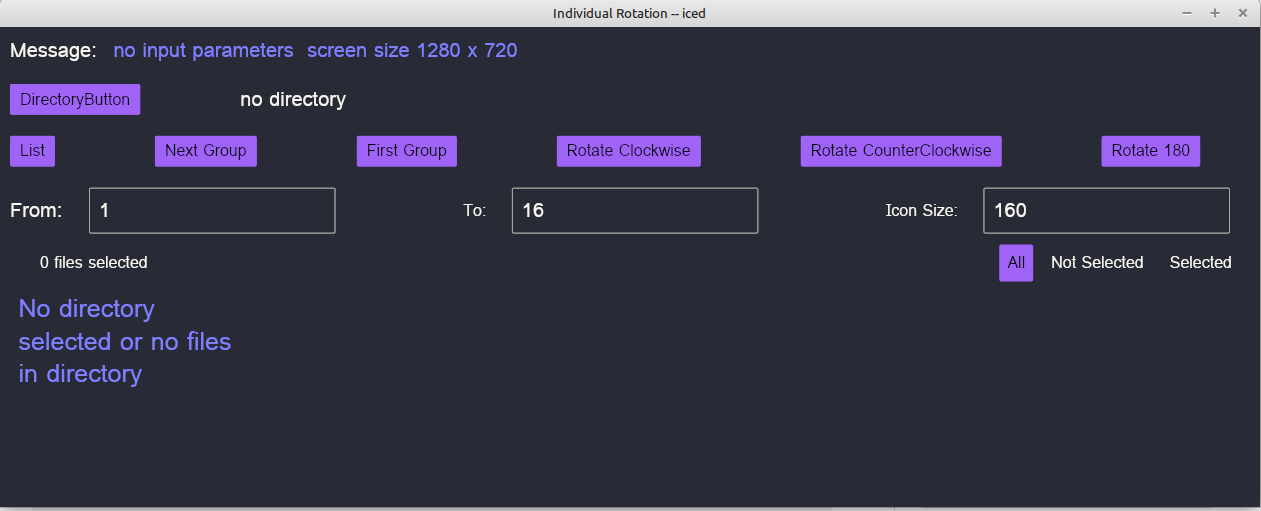 Individual Rotation -- iced
Message: no input parameters screen size 1280 x 720
DirectoryButton no directory
List Next Group First Group Rotate Clockwise Rotate CounterClockwise Rotate 180
From: 1 To: 16 Icon Size: 160
0 files selected All Not Selected Selected
No directory
selected or no files
in directory